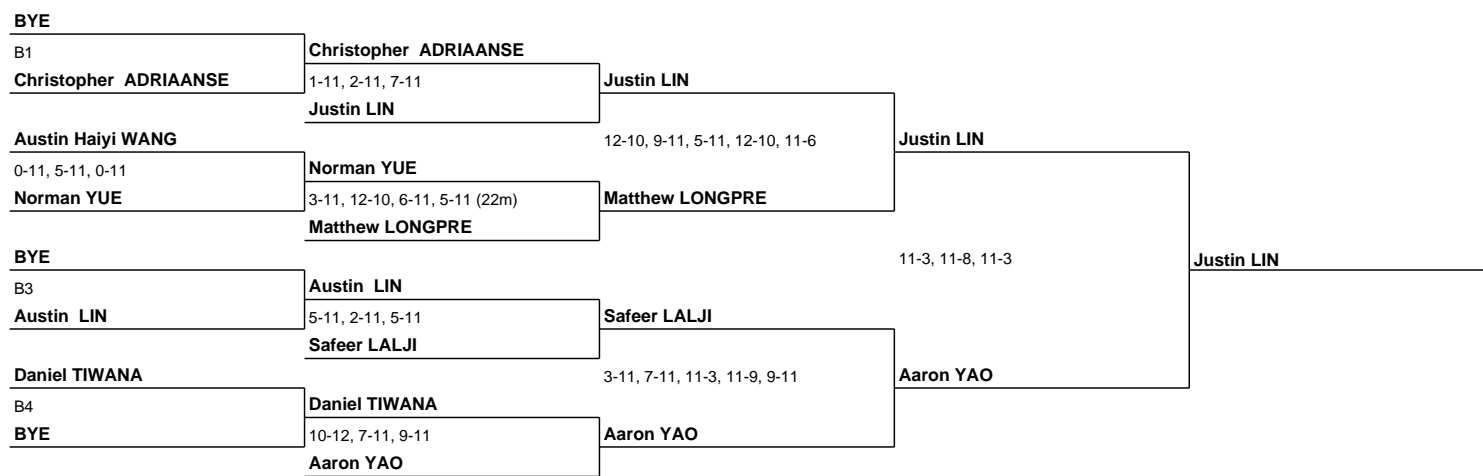 BYE
B1
Christopher ADRIAANSE
Christopher ADRIAANSE
1-11, 2-11, 7-11
Justin LIN
Justin LIN
Austin Haiyi WANG
0-11, 5-11, 0-11
Norman YUE
Norman YUE
3-11, 12-10, 6-11, 5-11 (22m)
Matthew LONGPRE
12-10, 9-11, 5-11, 12-10, 11-6
Matthew LONGPRE
Justin LIN
BYE
B3
Austin LIN
Austin LIN
5-11, 2-11, 5-11
Safeer LALJI
Safeer LALJI
11-3, 11-8, 11-3
Justin LIN
Daniel TIWANA
B4
BYE
Daniel TIWANA
10-12, 7-11, 9-11
Aaron YAO
3-11, 7-11, 11-3, 11-9, 9-11
Aaron YAO
Aaron YAO